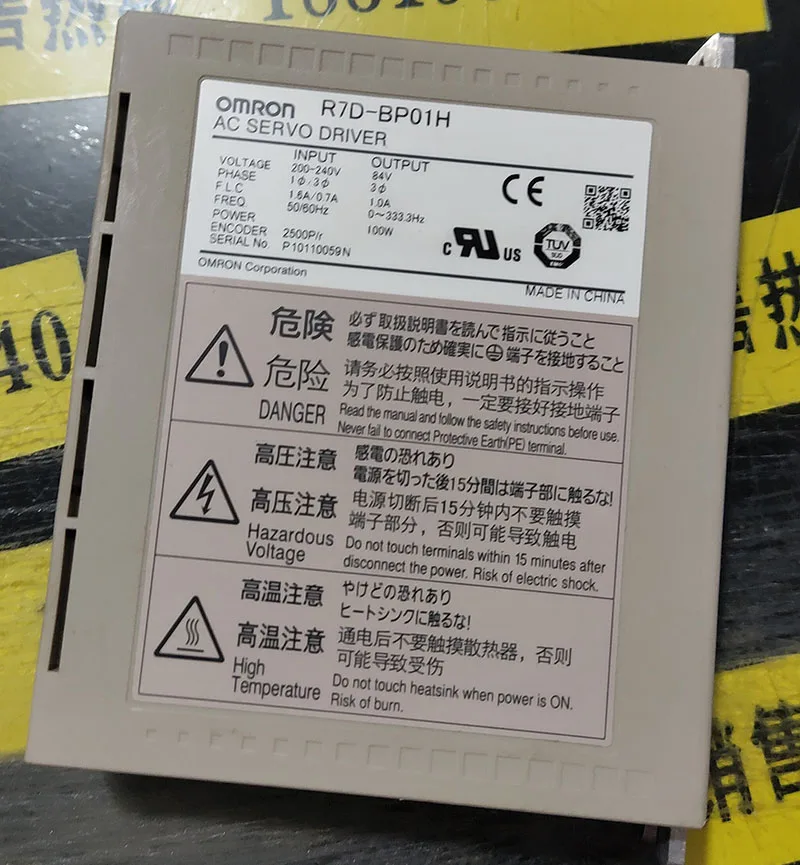 OMRON R7D-BP01H
AC SERVO DRIVER
INPUT OUTPUT
VOLTAGE 200-240V 84V
PHASE 1ϕ/3ϕ 3ϕ
F.L.C 1.6A/0.7A 1.0A
FREQ. 50/60Hz 0~333.3Hz
POWER 100W
ENCODER 2500P/r
SERIAL No. P10110059N
CE
c RU US
TUV
OMRON Corporation
MADE IN CHINA
危険 必ず取扱説明書を読んで指示に従うこと
感電保護のため確実に端子を接地すること
危险 请务必按照使用说明书的指示操作
为了防止触电，一定要接好接地端子
DANGER Read the manual and follow the safety instructions before use.
Never fail to connect Protective Earth(PE) terminal.
高圧注意 感電の恐れあり
電源を切った後15分間は端子部に触るな!
高压注意 电源切断后15分钟内不要触摸
端子部分，否则可能导致触电
Hazardous Voltage Do not touch terminals within 15 minutes after
disconnect the power. Risk of electric shock.
高温注意 やけどの恐れあり
ヒートシンクに触るな!
高温注意 通电后不要触摸散热器，否则
可能导致受伤
High Temperature Do not touch heatsink when power is ON.
Risk of burn.
40
售热
销售